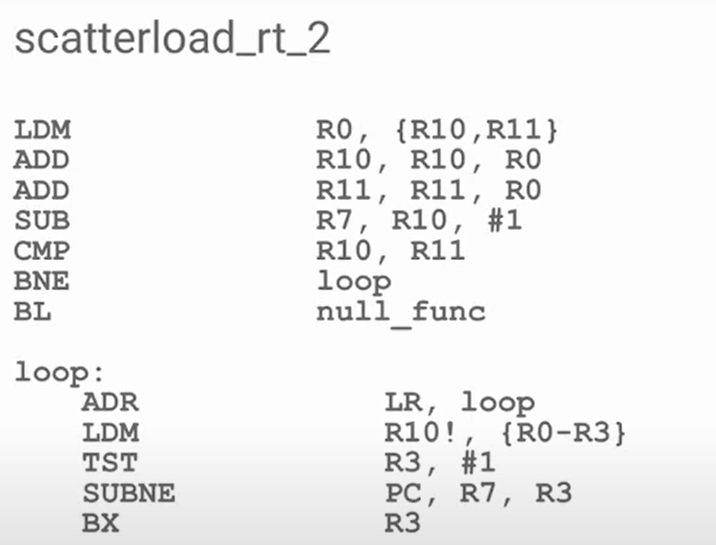 scatterload_rt_2
LDM R0, {R10,R11}
ADD R10, R10, R0
ADD R11, R11, R0
SUB R7, R10, #1
CMP R10, R11
BNE loop
BL null_func
loop:
ADR LR, loop
LDM R10!, {R0-R3}
TST R3, #1
SUBNE PC, R7, R3
BX R3